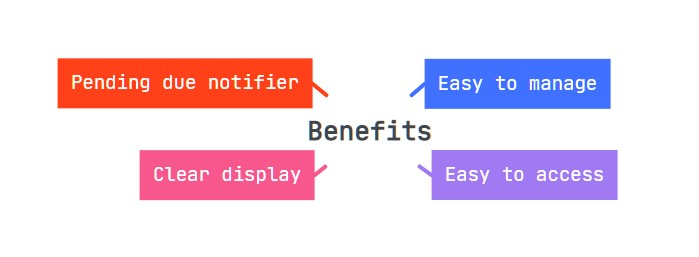 Pending due notifier
Easy to manage
Benefits
Clear display
Easy to access